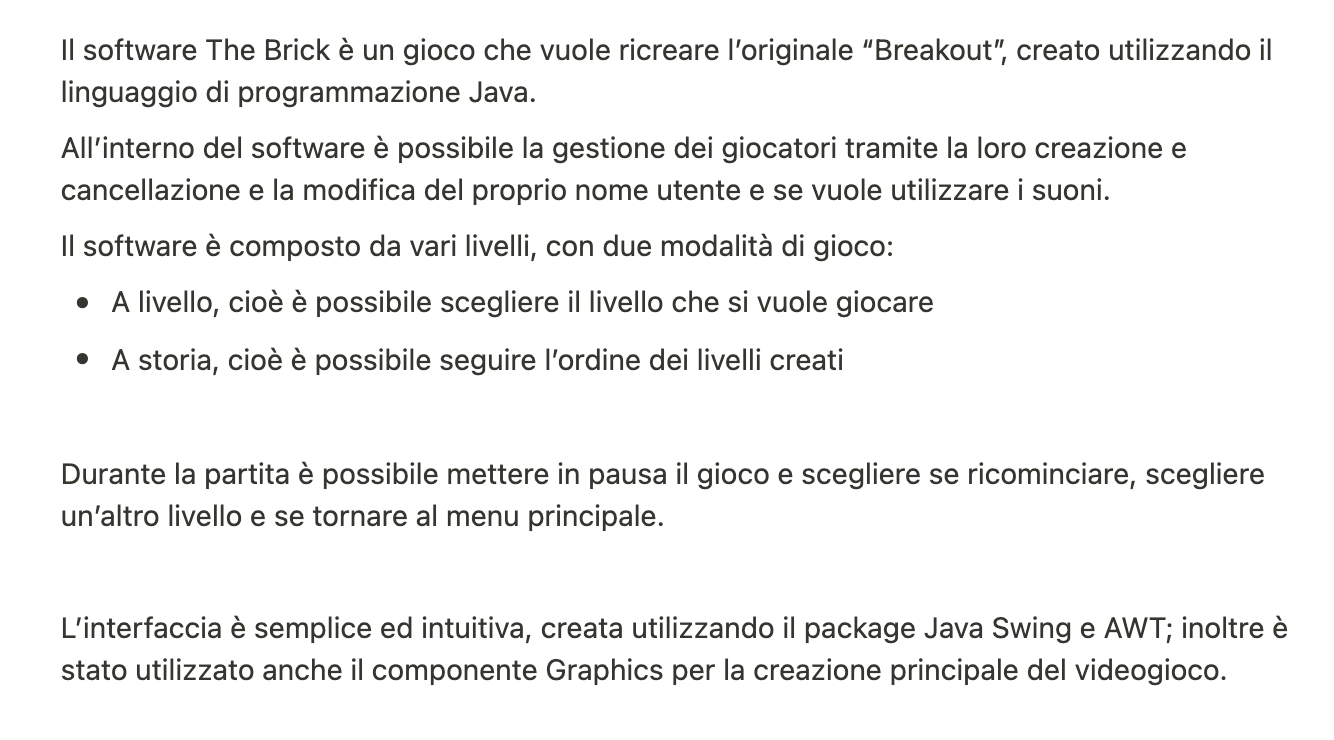 Il software The Brick è un gioco che vuole ricreare l’originale “Breakout”, creato utilizzando il
linguaggio di programmazione Java.
All’interno del software è possibile la gestione dei giocatori tramite la loro creazione e
cancellazione e la modifica del proprio nome utente e se vuole utilizzare i suoni.
Il software è composto da vari livelli, con due modalità di gioco:
• A livello, cioè è possibile scegliere il livello che si vuole giocare
• A storia, cioè è possibile seguire l’ordine dei livelli creati
Durante la partita è possibile mettere in pausa il gioco e scegliere se ricominciare, scegliere
un’altro livello e se tornare al menu principale.
L’interfaccia è semplice ed intuitiva, creata utilizzando il package Java Swing e AWT; inoltre è
stato utilizzato anche il componente Graphics per la creazione principale del videogioco.